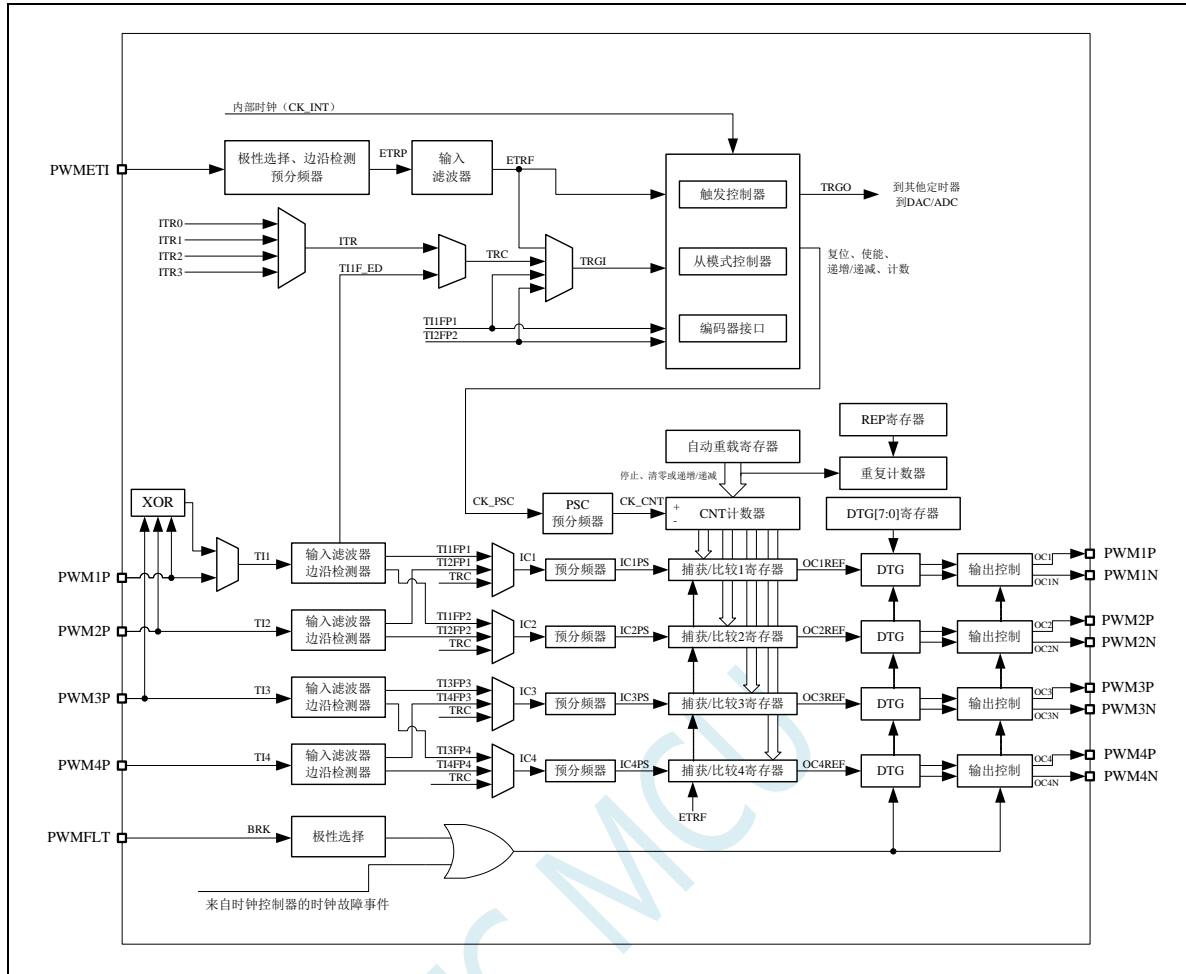 内部时钟（CK_INT）
PWMETI
极性选择、边沿检测
预分频器
ETRP
输入
滤波器
ETRF
触发控制器
TRGO
到其他定时器
到DAC/ADC
ITR0
ITR1
ITR2
ITR3
ITR
TI1F_ED
TRC
TRGI
从模式控制器
复位、使能、
递增/递减、计数
TI1FP1
TI2FP2
编码器接口
REP寄存器
自动重载寄存器
停止、清零或递增/递减
重复计数器
CK_PSC
PSC
预分频器
CK_CNT
+
-
CNT计数器
DTG[7:0]寄存器
XOR
PWM1P
TI1
输入滤波器
边沿检测器
TI1FP1
TI2FP1
TRC
IC1
预分频器
IC1PS
捕获/比较1寄存器
OC1REF
DTG
输出控制
OC1
OC1N
PWM1P
PWM1N
PWM2P
TI2
输入滤波器
边沿检测器
TI1FP2
TI2FP2
TRC
IC2
预分频器
IC2PS
捕获/比较2寄存器
OC2REF
DTG
输出控制
OC2
OC2N
PWM2P
PWM2N
PWM3P
TI3
输入滤波器
边沿检测器
TI3FP3
TI4FP3
TRC
IC3
预分频器
IC3PS
捕获/比较3寄存器
OC3REF
DTG
输出控制
OC3
OC3N
PWM3P
PWM3N
PWM4P
TI4
输入滤波器
边沿检测器
TI3FP4
TI4FP4
TRC
IC4
预分频器
IC4PS
捕获/比较4寄存器
OC4REF
DTG
输出控制
OC4
OC4N
PWM4P
PWM4N
ETRF
PWMFLT
BRK
极性选择
来自时钟控制器的时钟故障事件
MCU